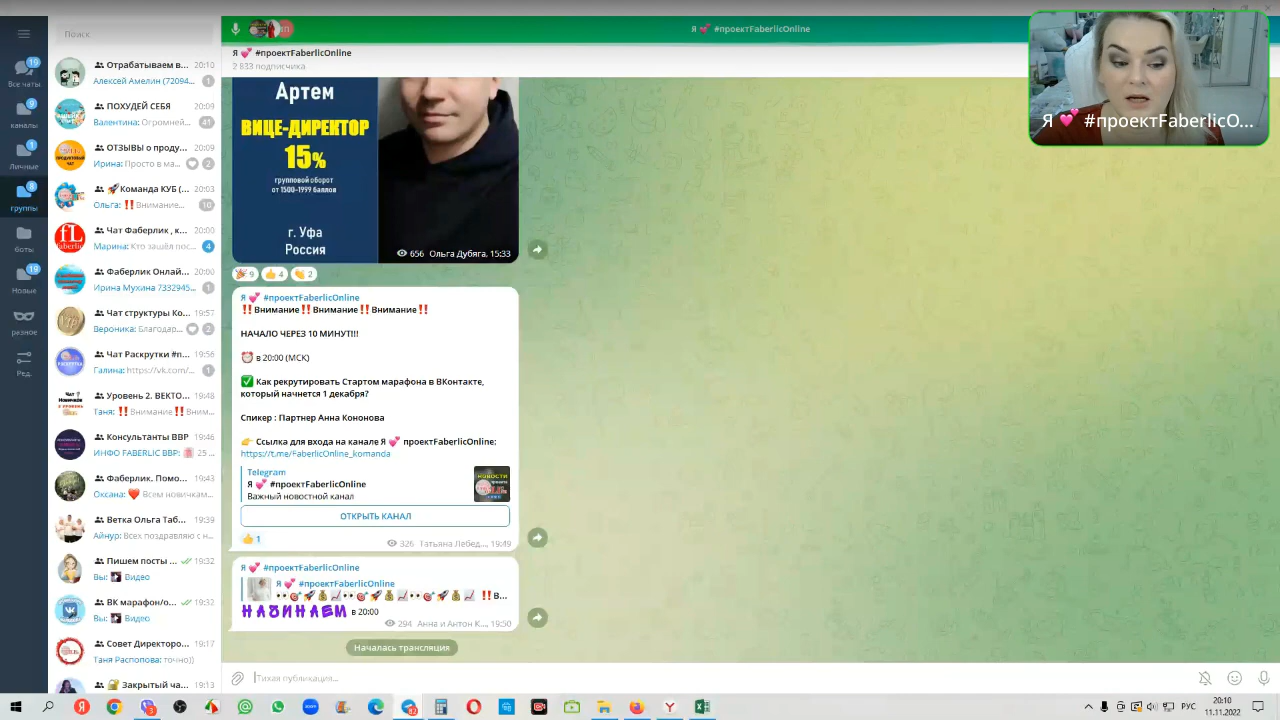 Поиск
Все чаты
каналы
Личные
группы
боты
Новые
разное
Ред.
19
9
1
8
19
Отрабатываем в... 20:10
Алексей Амелин (72094... 1
ПОХУДЕЙ СЕБЯ 20:09
Валентина: Огромней... 41
ОТЗЫВЫ о проду... 20:09
Ирина: Просто в ма... 2
🚀Команда КУБ (... 20:03
Ольга: ‼️Внимание... 10
Чат Фаберлик , к... 20:00
Марина: Кто зашёл пос... 4
Фаберлик Онлай... 20:00
Ирина Мухина 7332945... 1
Чат структуры Ко... 19:57
Вероника: Благодар... 2
Чат Раскрутки #п... 19:56
Галина: https://vk.com/... 1
Уровень 2. ВЕКТО... 19:48
Таня: ‼️Внимание‼️Вним...
Консультанты ВВР 19:46
ИНФО FABERLIC ВВР: 25 ...
Фаберлик. Помо... 19:43
Оксана: ❤️ Всем новичкам...
Ветка Ольга Таб... 19:39
Айнур: Всех поздравляю с н...
Пишем посты ... 19:32
Вы: Видео
ВК марафон/о... 19:32
Вы: Видео
Совет Директоро... 19:17
Таня Распопова: точно))
🔐 Закрытый ча... 19:13
Я 💕 #проектFaberlicOnline
Я 💕 #проектFaberlicOnline
2 833 подписчика
Артем
ВИЦЕ-ДИРЕКТОР
15%
групповой оборот
от 1500-1999 баллов
г. Уфа
Россия
656 Ольга Дубяга, 15:33
🎉 9 👍 4 👏 2
Я 💕 #проектFaberlicOnline
‼️Внимание‼️Внимание‼️Внимание‼️
НАЧАЛО ЧЕРЕЗ 10 МИНУТ!!!
⏰ в 20:00 (МСК)
✅ Как рекрутировать Стартом марафона в ВКонтакте,
который начнется 1 декабря?
Спикер : Партнер Анна Кононова
👉 Ссылка для входа на канале Я 💕 проектFaberlicOnline:
https://t.me/FaberlicOnline_komanda
Telegram
Я 💕 #проектFaberlicOnline
Важный новостной канал
ОТКРЫТЬ КАНАЛ
👍 1
326 Татьяна Лебед..., 19:49
Я 💕 #проектFaberlicOnline
Я 💕 #проектFaberlicOnline
👀🎯🚀💰📈👀🎯🚀💰📈👀🎯🚀💰📈 ‼️В...
НАЧИНАЕМ в 20:00
294 Анна и Антон К..., 19:50
Началась трансляция
Тихая публикация...
Я 💕 #проектFaberlicO...
РУС
20:10
11.11.2022